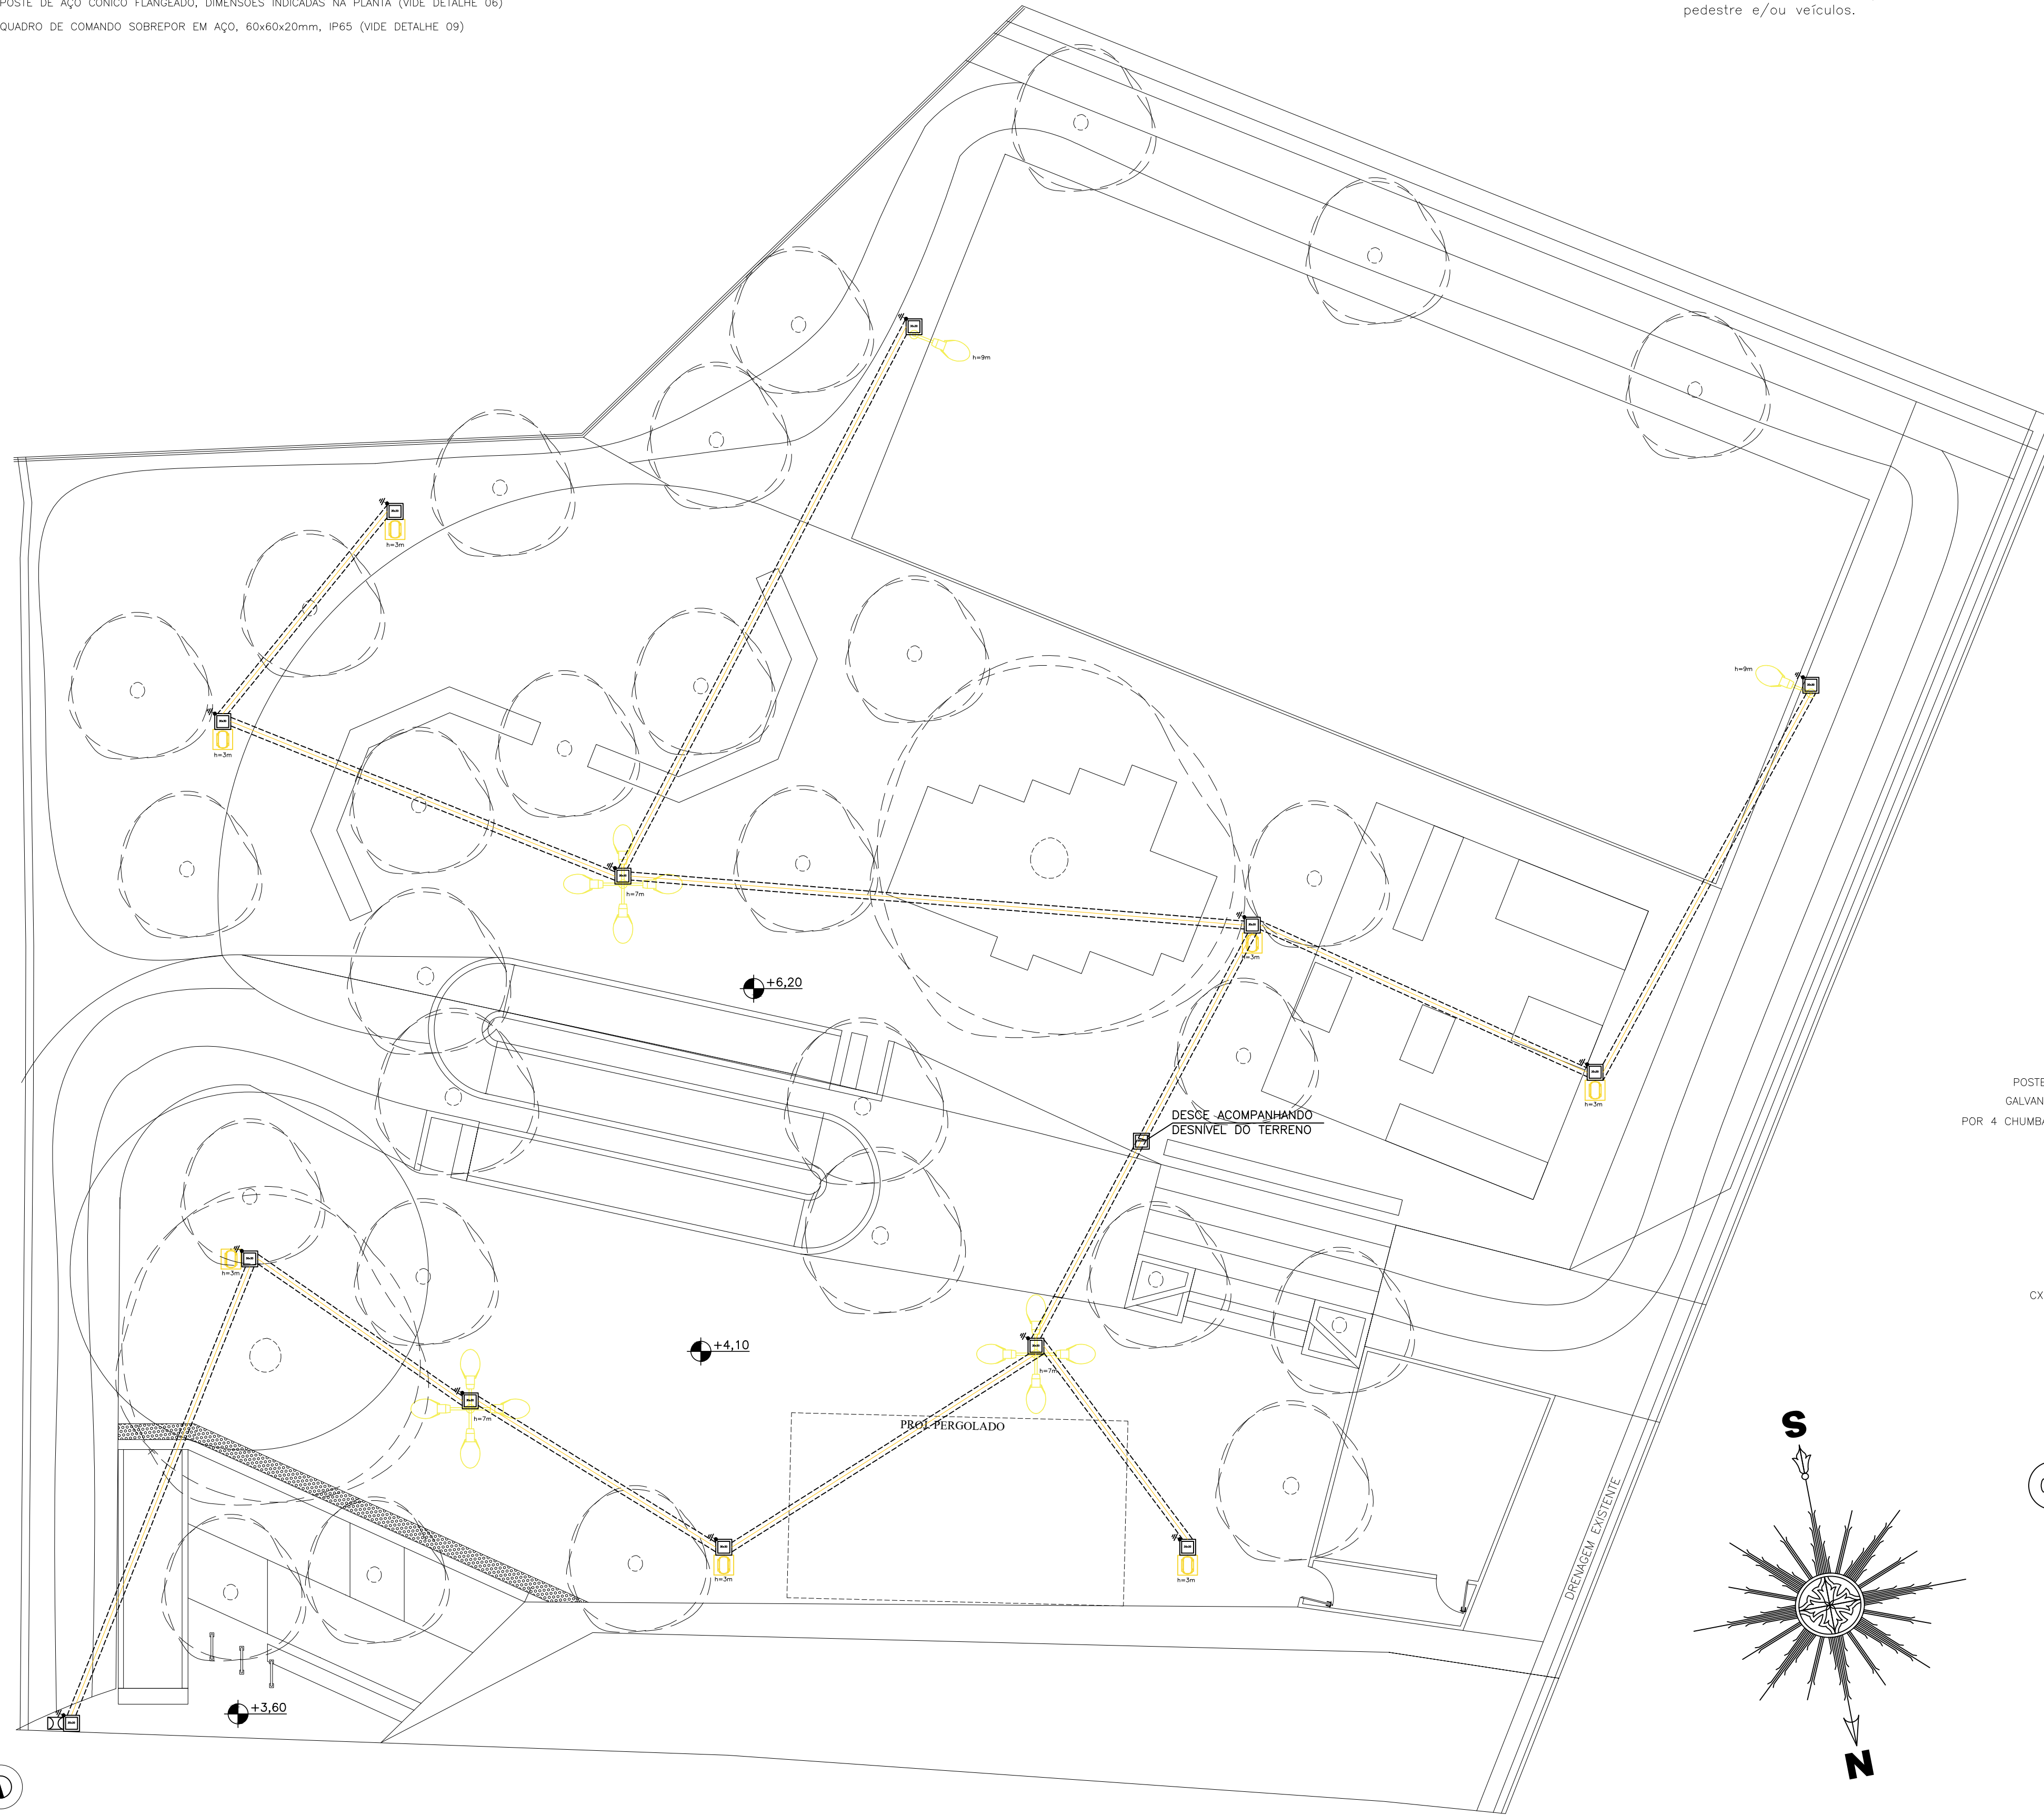 POSTE DE AÇO CÔNICO FLANGEADO, DIMENSÕES INDICADAS NA PLANTA (VIDE DETALHE 06)
QUADRO DE COMANDO SOBREPOR EM AÇO, 60x60x20mm, IP65 (VIDE DETALHE 09)
pedestre e/ou veículos.
h=9m
h=3m
h=9m
h=3m
h=7m
h=3m
+6,20
h=3m
POSTE
GALVAN
POR 4 CHUMBA
DESCE ACOMPANHANDO
DESNÍVEL DO TERRENO
h=3m
CX
+4,10
h=7m
h=7m
PROJ. PERGOLADO
S
DRENAGEM EXISTENTE
h=3m
h=3m
+3,60
N